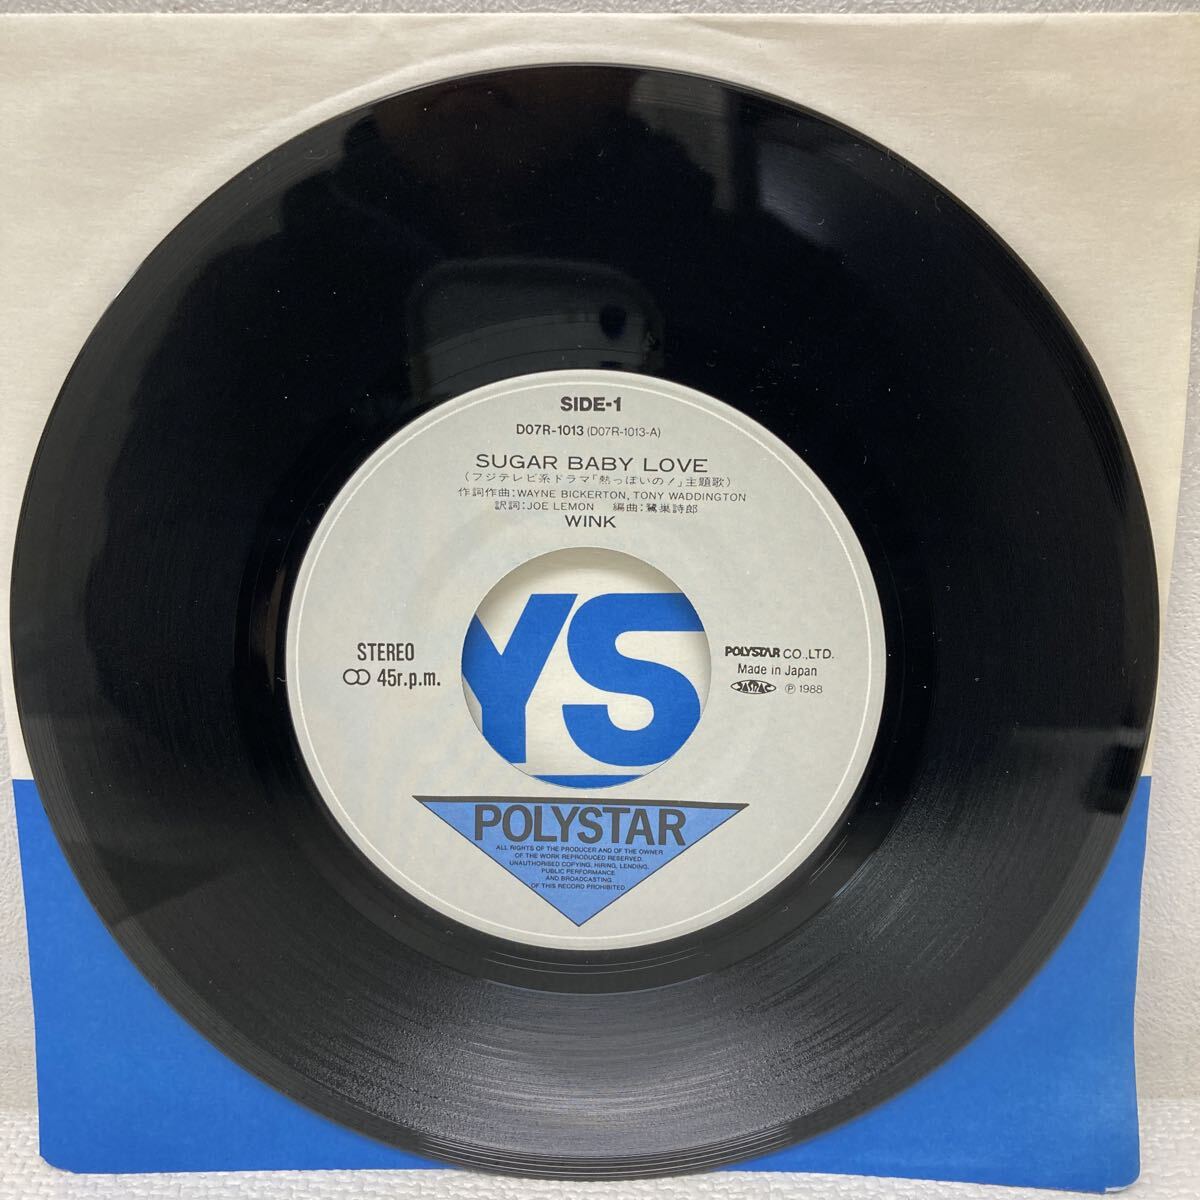 SIDE-1
D07R-1013 (D07R-1013-A)
SUGAR BABY LOVE
(フジテレビ系ドラマ「熱っぽいの!」主題歌)
作詞作曲:WAYNE BICKERTON, TONY WADDINGTON
訳詞:JOE LEMON 編曲:鷺巣詩郎
WINK
STEREO
45r.p.m.
YS
POLYSTAR CO.,LTD.
Made in Japan
JASRAC Ⓟ 1988
POLYSTAR
ALL RIGHTS OF THE PRODUCER AND OF THE OWNER
OF THE WORK REPRODUCED RESERVED.
UNAUTHORISED COPYING, HIRING, LENDING,
PUBLIC PERFORMANCE
AND BROADCASTING
OF THIS RECORD PROHIBITED